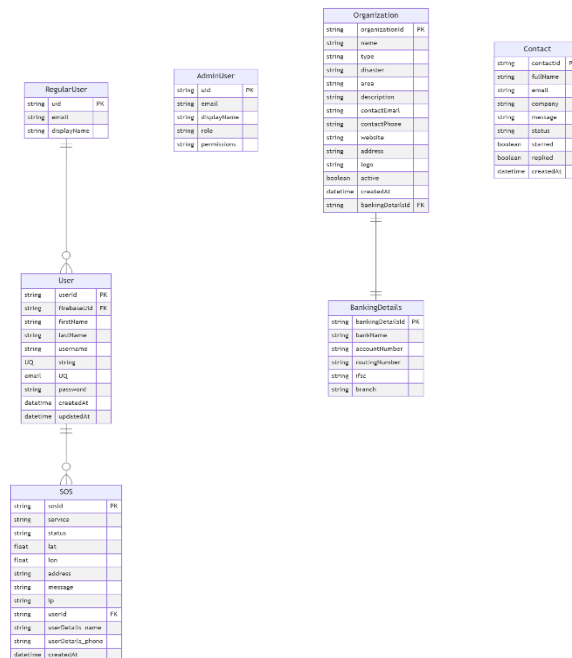 Organization
string organizationId PK
string name
string type
string disaster
string area
string description
string contactEmail
string contactPhone
string website
string address
string logo
boolean active
datetime createdAt
string bankingDetailsId FK
Contact
string contactId
string fullName
string email
string company
string message
string status
boolean starred
boolean replied
datetime createdAt
AdminUser
string uid PK
string email
string displayName
string role
string permissions
RegularUser
string uid PK
string email
string displayName
User
string userId PK
string firebaseUid FK
string firstName
string lastName
string username
UQ string
email UQ
string password
datetime createdAt
datetime updatedAt
BankingDetails
string bankingDetailsId PK
string bankName
string accountNumber
string routingNumber
string ifsc
string branch
SOS
string sosId PK
string service
string status
float lat
float lon
string address
string message
string ip
string userId FK
string userDetails_name
string userDetails_phone
datetime createdAt